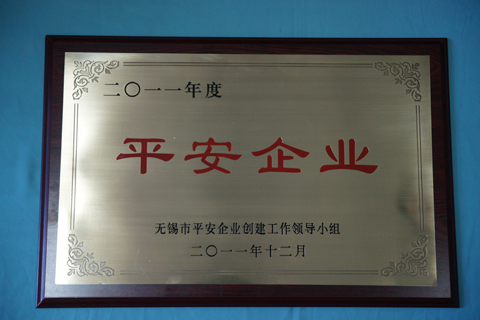 二〇一一年度
平安企业
无锡市平安企业创建工作领导小组
二〇一一年十二月